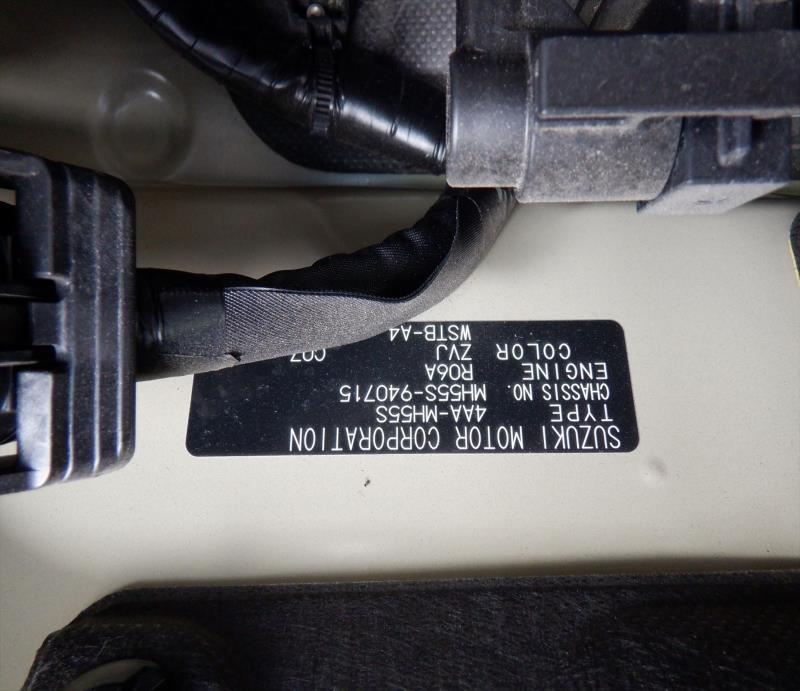 SUZUKI MOTOR CORPORATION
TYPE 4AA-MH55S
CHASSIS NO. MH55S-940715
ENGINE R06A
COLOR ZVJ C07
WSTB-A4